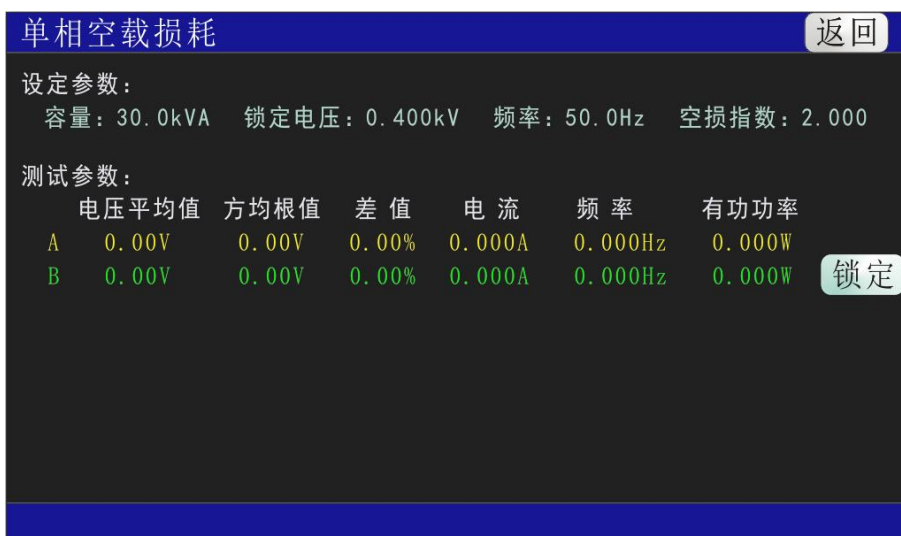 单相空载损耗 返回
设定参数：
容量：30.0kVA 锁定电压：0.400kV 频率：50.0Hz 空损指数：2.000
测试参数：
电压平均值 方均根值 差值 电流 频率 有功功率
A 0.00V 0.00V 0.00% 0.000A 0.000Hz 0.000W
B 0.00V 0.00V 0.00% 0.000A 0.000Hz 0.000W 锁定